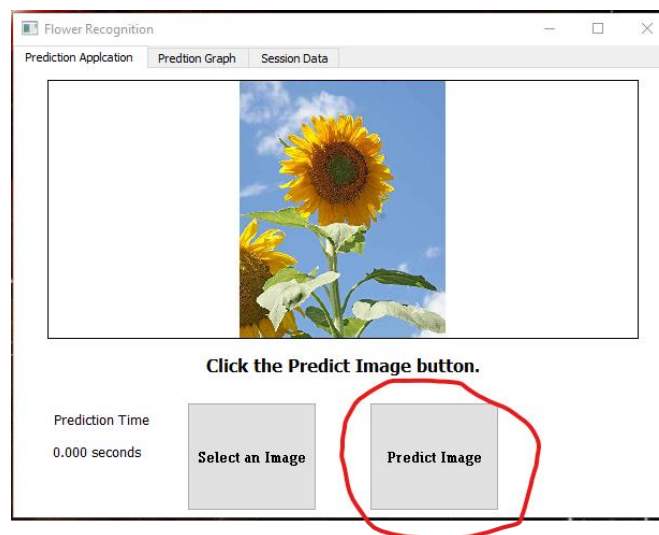 Flower Recognition
Prediction Applcation Predtion Graph Session Data
Click the Predict Image button.
Prediction Time
0.000 seconds
Select an Image
Predict Image